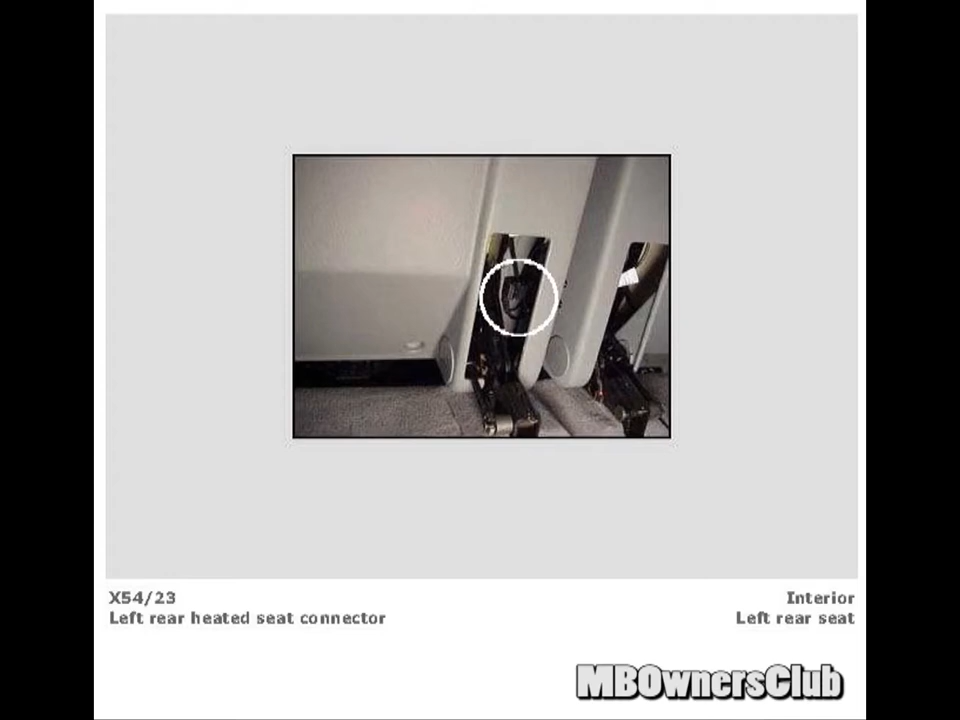 X54/23
Left rear heated seat connector
Interior
Left rear seat
MBOwnersClub